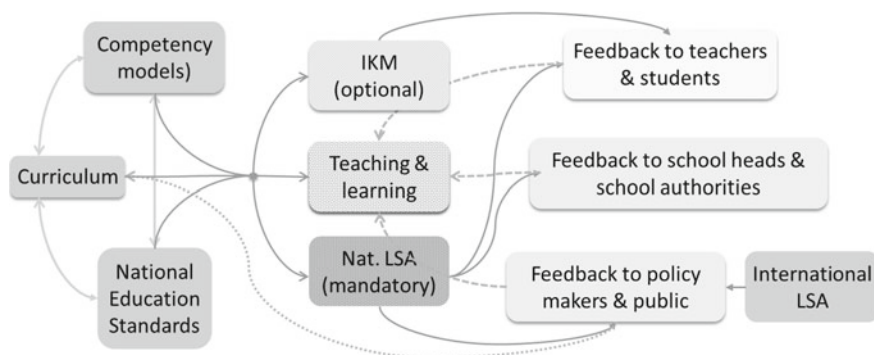 Competency
models)
Curriculum
National
Education
Standards
IKM
(optional)
Teaching &
learning
Nat. LSA
(mandatory)
Feedback to teachers
& students
Feedback to school heads &
school authorities
Feedback to policy
makers & public
International
LSA